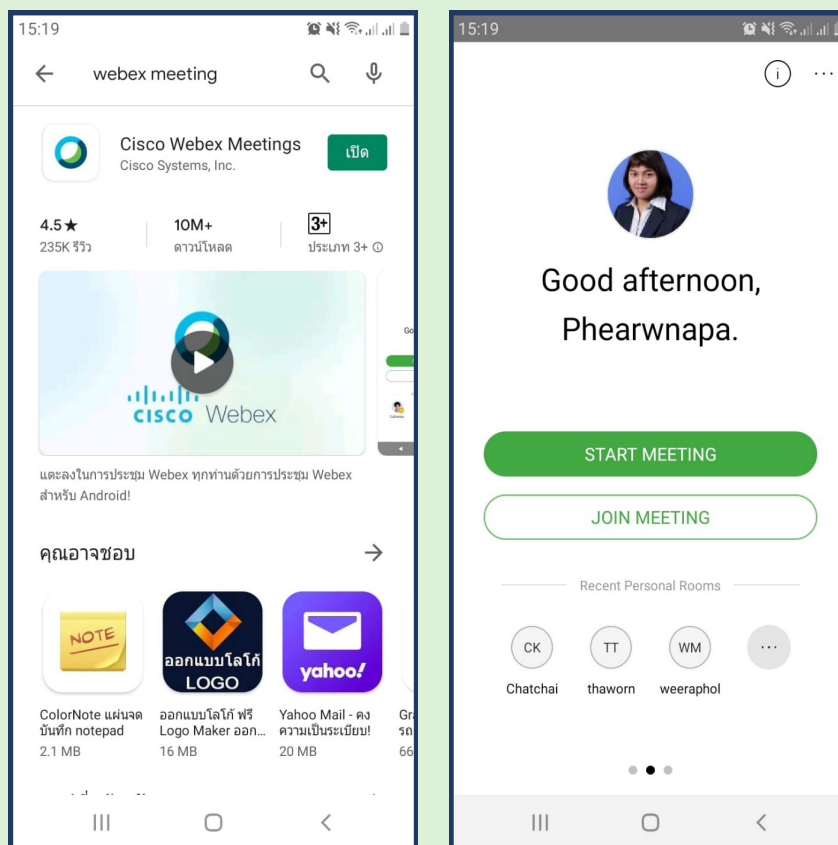 15:19
webex meeting
Cisco Webex Meetings
Cisco Systems, Inc.
เปิด
4.5★
235K รีวิว
10M+
ดาวน์โหลด
3+
ประเภท 3+
Go
CISCO Webex
แตะลงในการประชุม Webex ทุกท่านด้วยการประชุม Webex
สำหรับ Android!
คุณอาจชอบ
NOTE
ออกแบบโลโก้
LOGO
yahoo!
ColorNote แผ่นจด
บันทึก notepad
2.1 MB
ออกแบบโลโก้ ฟรี
Logo Maker ออก...
16 MB
Yahoo Mail - คง
ความเป็นระเบียบ!
20 MB
Gr
รถ
66
15:19
Good afternoon,
Phearwnapa.
START MEETING
JOIN MEETING
Recent Personal Rooms
CK
TT
WM
Chatchai
thaworn
weeraphol